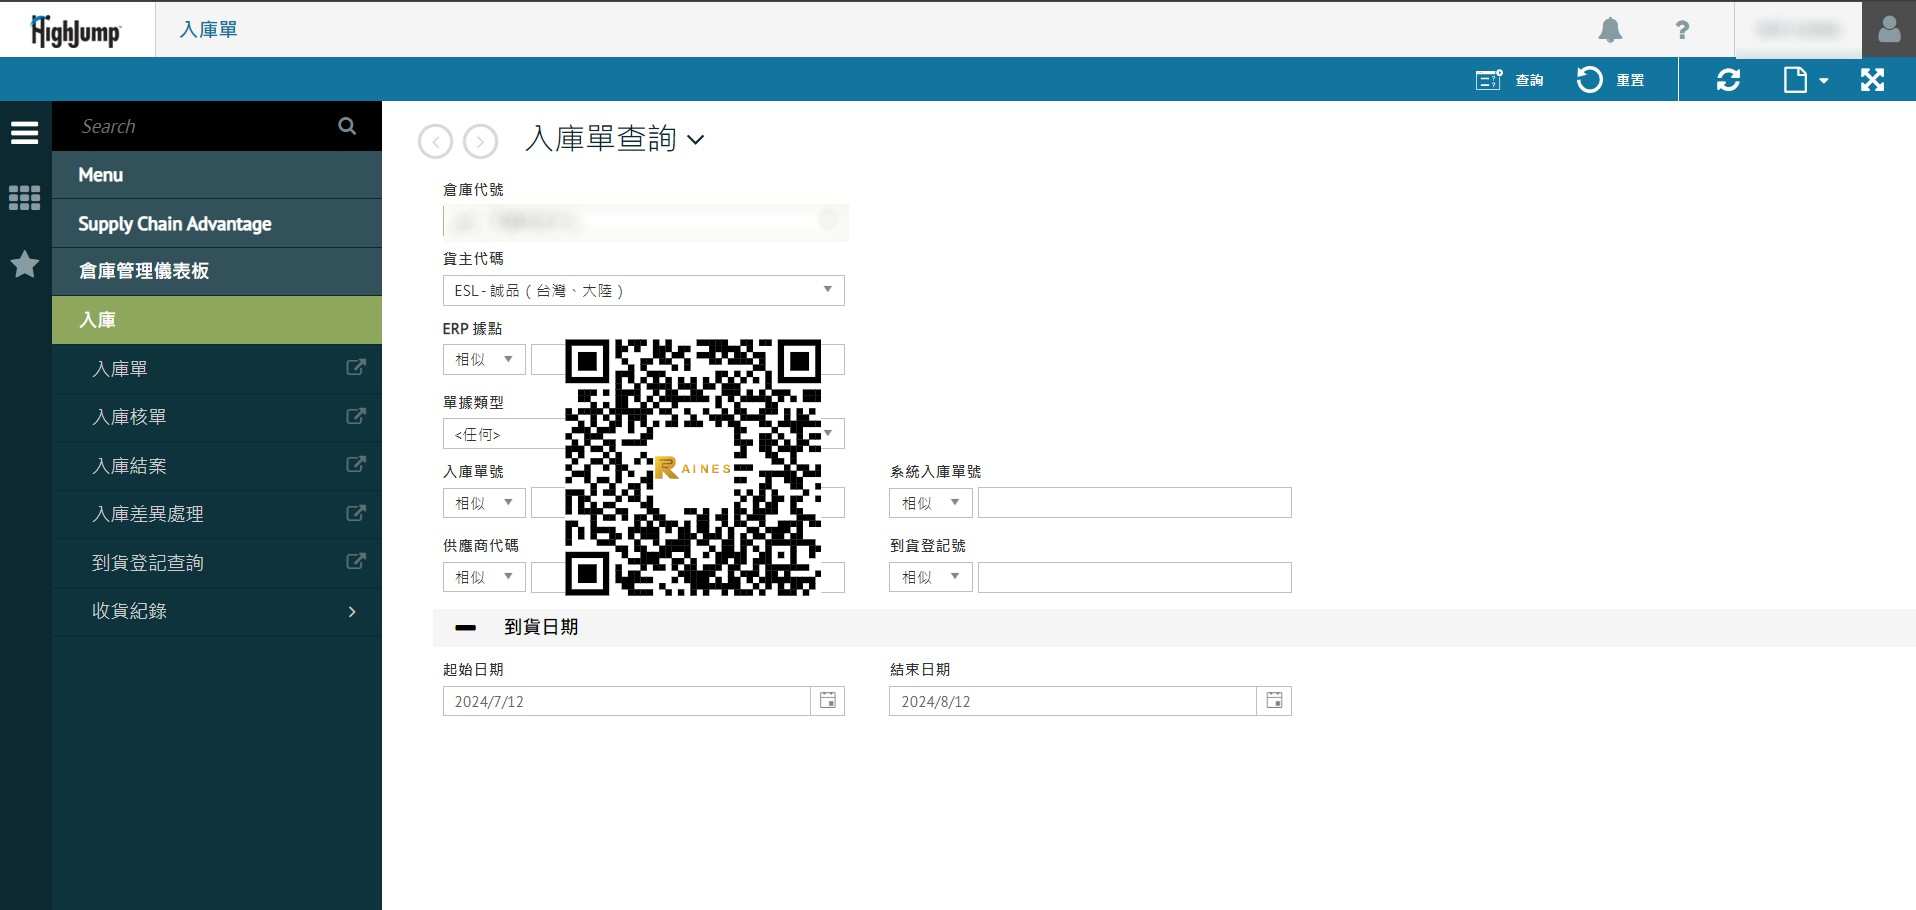 HighJump
入庫單
?
查詢
重置
Search
Menu
Supply Chain Advantage
倉庫管理儀表板
入庫
入庫單
入庫核單
入庫結案
入庫差異處理
到貨登記查詢
收貨紀錄
入庫單查詢
倉庫代號
貨主代碼
ESL - 誠品 ( 台灣、大陸 )
ERP 據點
相似
單據類型
<任何>
入庫單號
系統入庫單號
相似
相似
供應商代碼
到貨登記號
相似
相似
RAINES
到貨日期
起始日期
結束日期
2024/7/12
2024/8/12